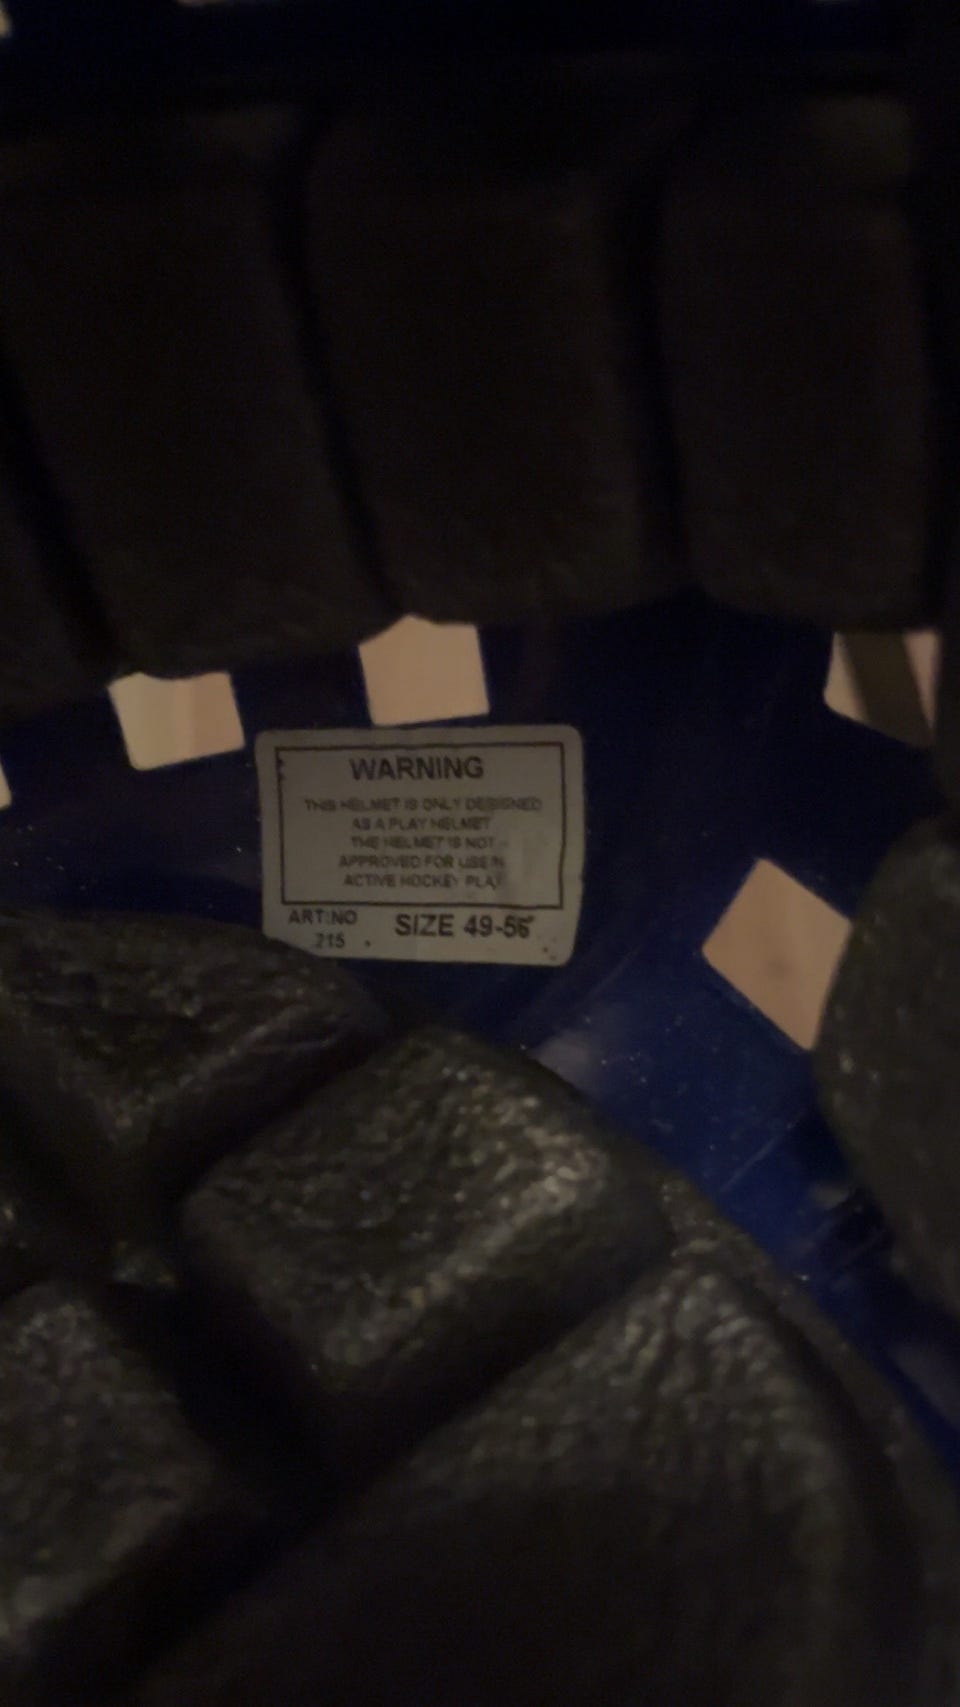 WARNING
THIS HELMET IS ONLY DESIGNED
AS A PLAY HELMET
THE HELMET IS NOT
APPROVED FOR USE IN
ACTIVE HOCKEY PLAY
ART.NO
715
SIZE 49-56